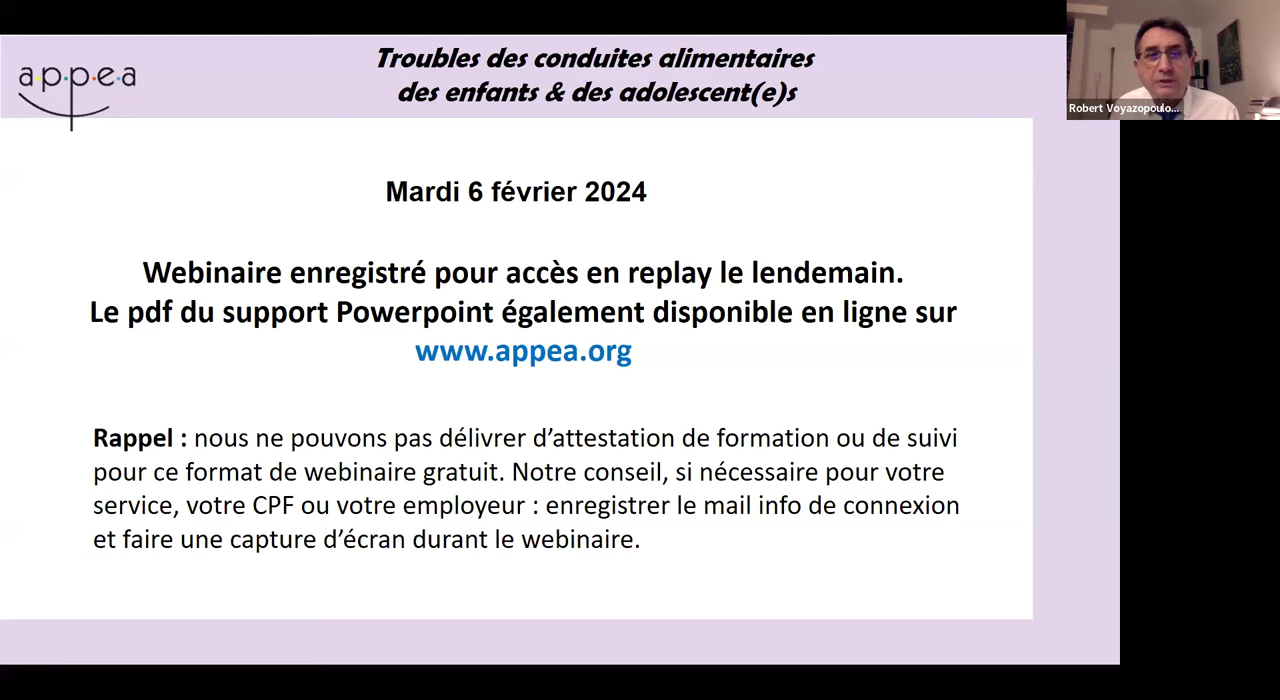 a·p·p·e·a
Troubles des conduites alimentaires
des enfants & des adolescent(e)s
Robert Voyazopoulo...
Mardi 6 février 2024
Webinaire enregistré pour accès en replay le lendemain.
Le pdf du support Powerpoint également disponible en ligne sur
www.appea.org
Rappel : nous ne pouvons pas délivrer d’attestation de formation ou de suivi
pour ce format de webinaire gratuit. Notre conseil, si nécessaire pour votre
service, votre CPF ou votre employeur : enregistrer le mail info de connexion
et faire une capture d’écran durant le webinaire.